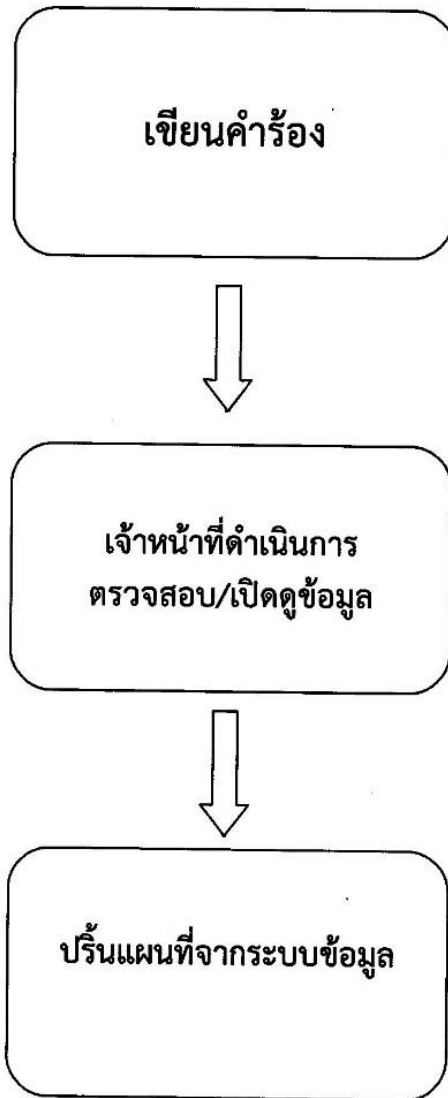 เขียนคำร้อง
เจ้าหน้าที่ดำเนินการ
ตรวจสอบ/เปิดดูข้อมูล
ปริ้นแผนที่จากระบบข้อมูล